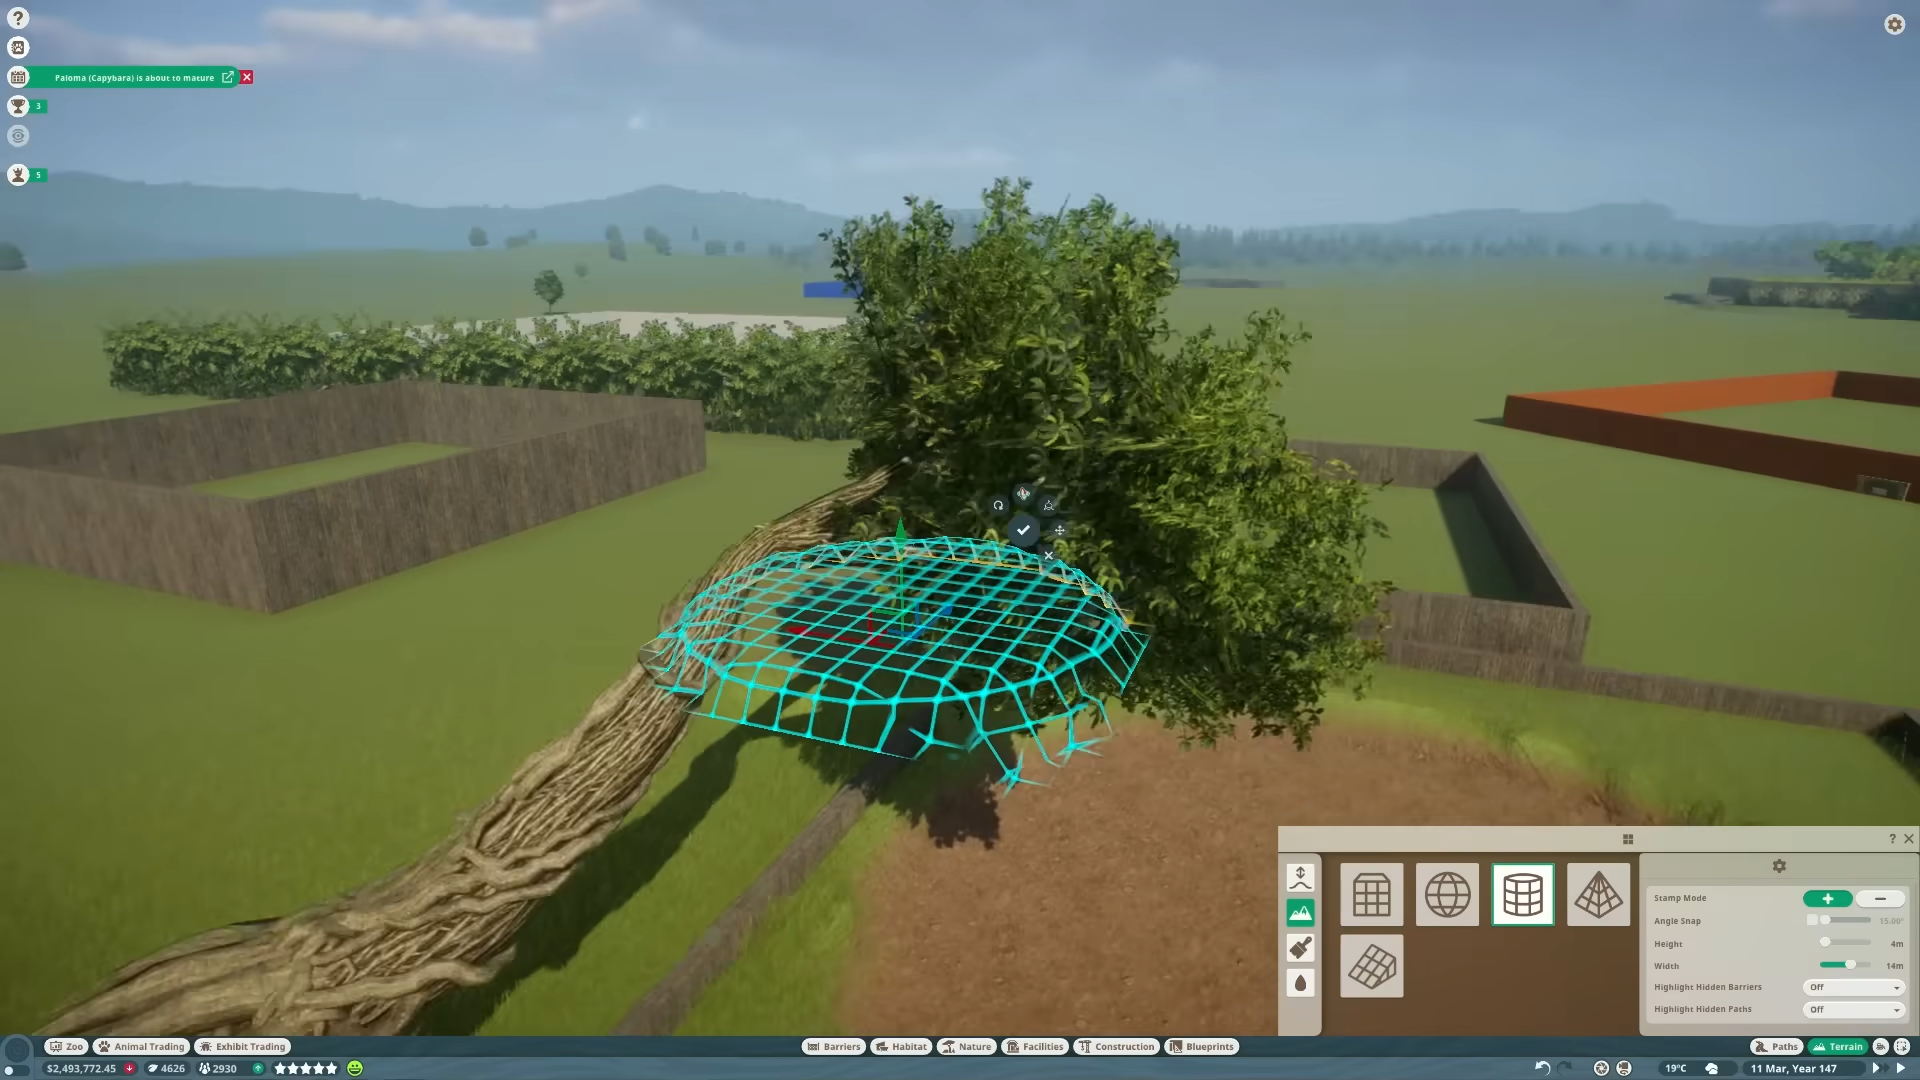 ?
Paloma (Capybara) is about to mature
3
5
? ×
Stamp Mode + −
Angle Snap 15.00°
Height 4m
Width 14m
Highlight Hidden Barriers Off
Highlight Hidden Paths Off
Zoo Animal Trading Exhibit Trading Barriers Habitat Nature Facilities Construction Blueprints Paths Terrain
$2,493,772.45 4626 2930 19°C 11 Mar, Year 147